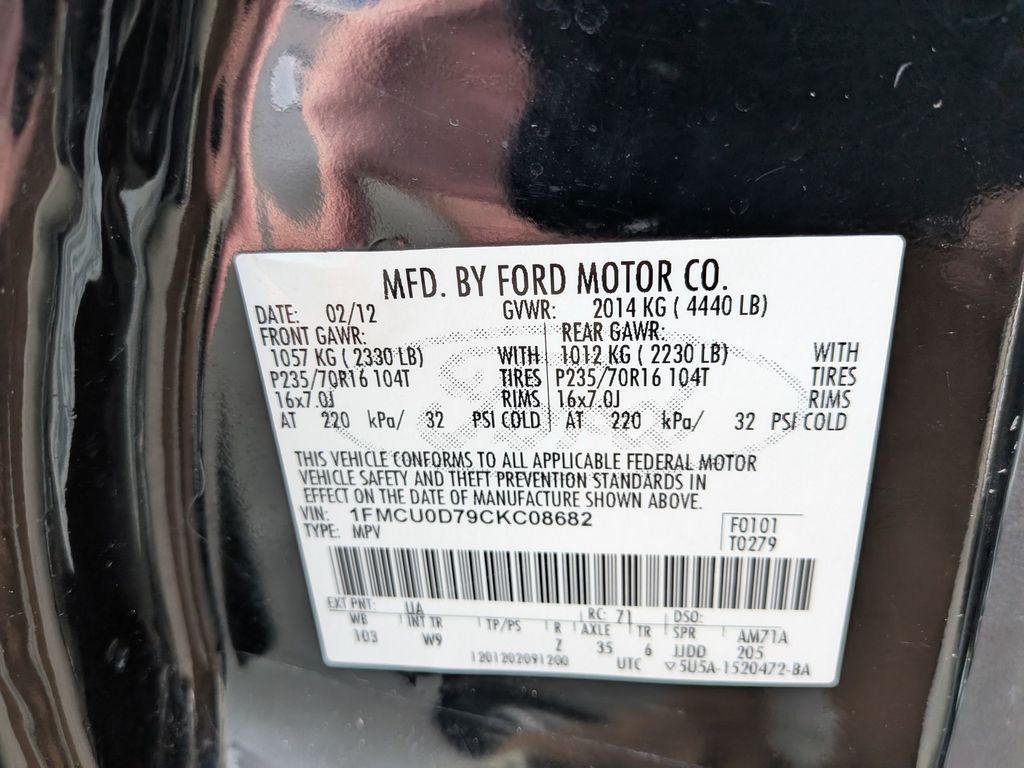 MFD. BY FORD MOTOR CO.
DATE: 02/12 GVWR: 2014 KG ( 4440 LB)
FRONT GAWR: REAR GAWR:
1057 KG ( 2330 LB) WITH 1012 KG ( 2230 LB) WITH
P235/70R16 104T TIRES P235/70R16 104T TIRES
16x7.0J RIMS 16x7.0J RIMS
AT 220 kPa/ 32 PSI COLD AT 220 kPa/ 32 PSI COLD
THIS VEHICLE CONFORMS TO ALL APPLICABLE FEDERAL MOTOR
VEHICLE SAFETY AND THEFT PREVENTION STANDARDS IN
EFFECT ON THE DATE OF MANUFACTURE SHOWN ABOVE.
VIN: 1FMCU0D79CKC08682 F0101
TYPE: MPV T0279
EXT PNT: UA RC: 71 DSO:
WB INT TR TP/PS R AXLE TR SPR AM71A
103 W9 Z 35 6 JJDD 205
1201202091200 UTC ▽5U5A-1520472-BA